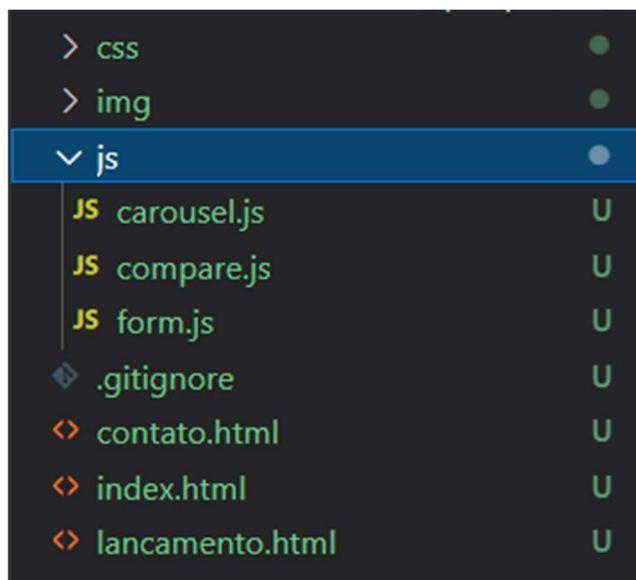 css
img
js
JS carousel.js U
JS compare.js U
JS form.js U
.gitignore U
contato.html U
index.html U
lancamento.html U